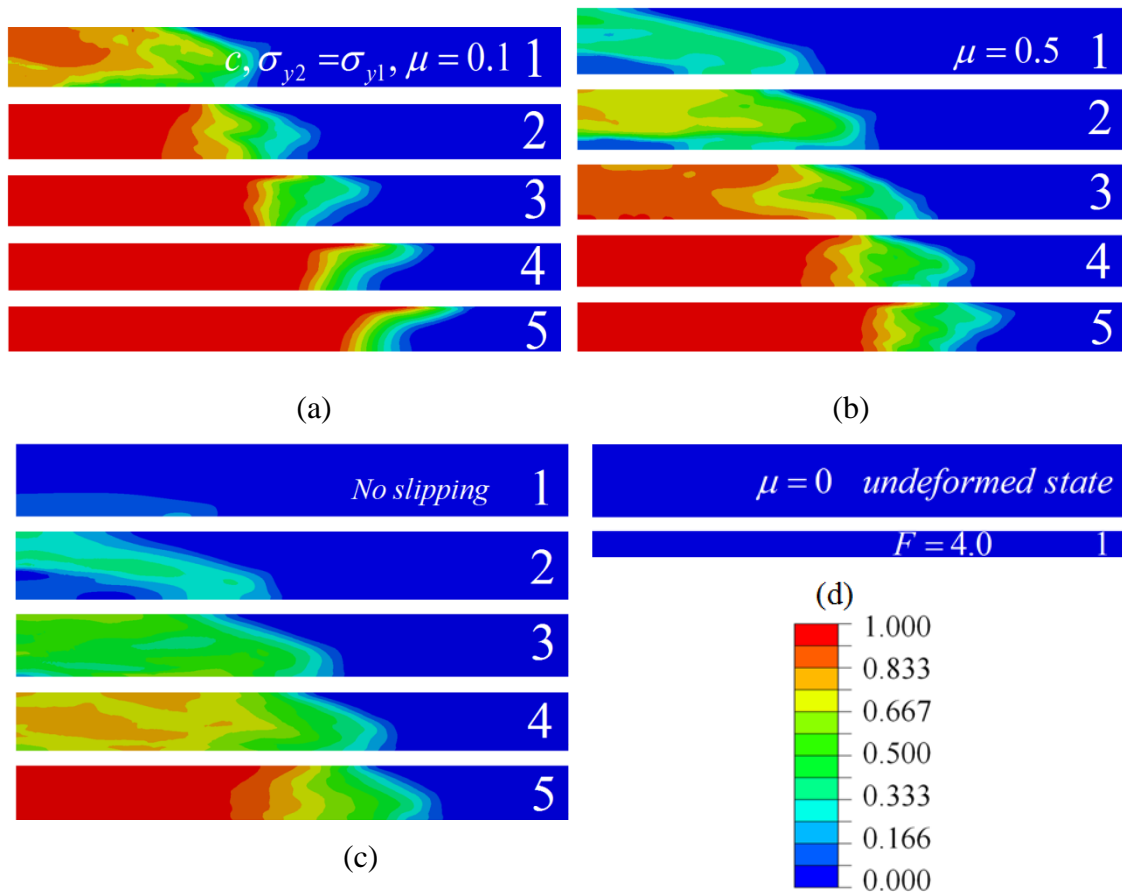 c, σy2 = σy1, μ = 0.1 1
2
3
4
5
(a)
μ = 0.5 1
2
3
4
5
(b)
No slipping 1
2
3
4
5
(c)
μ = 0 undeformed state
F = 4.0 1
(d)
1.000
0.833
0.667
0.500
0.333
0.166
0.000